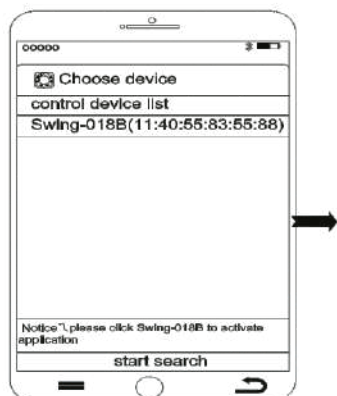 ooooo
Choose device
control device list
Swing-018B(11:40:55:83:55:88)
Notice , please click Swing-018B to activate
application
start search